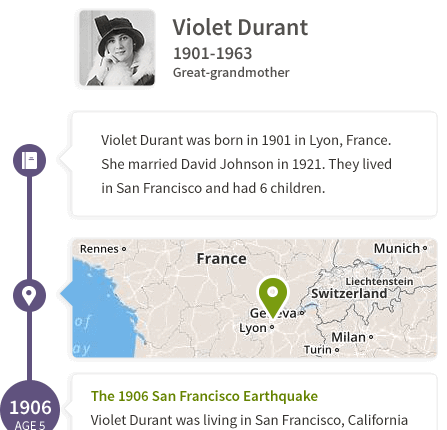 Violet Durant
1901-1963
Great-grandmother
Violet Durant was born in 1901 in Lyon, France.
She married David Johnson in 1921. They lived
in San Francisco and had 6 children.
Rennes
Munich
France
Liechtenstein
Switzerland
Geneva
Lyon
Milan
Turin
of
ay
The 1906 San Francisco Earthquake
1906
Violet Durant was living in San Francisco, California
AGE 5